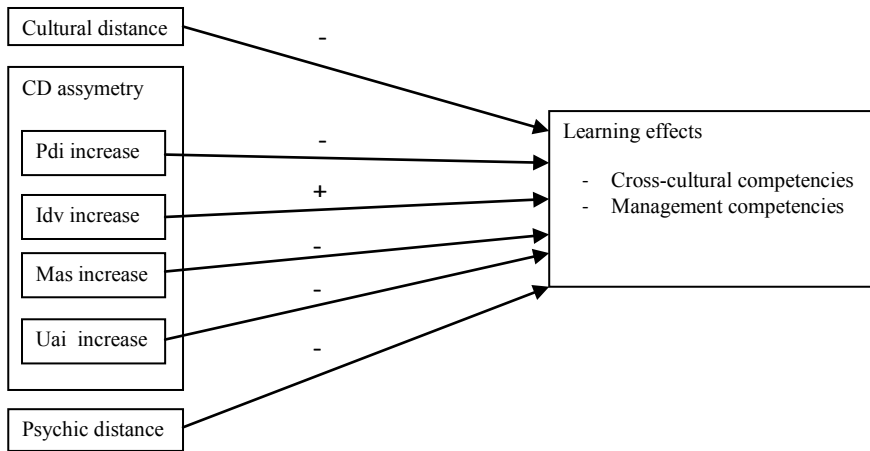 Cultural distance
-
CD assymetry
Pdi increase
-
Idv increase
+
Mas increase
-
Uai increase
-
Psychic distance
-
Learning effects
- Cross-cultural competencies
- Management competencies